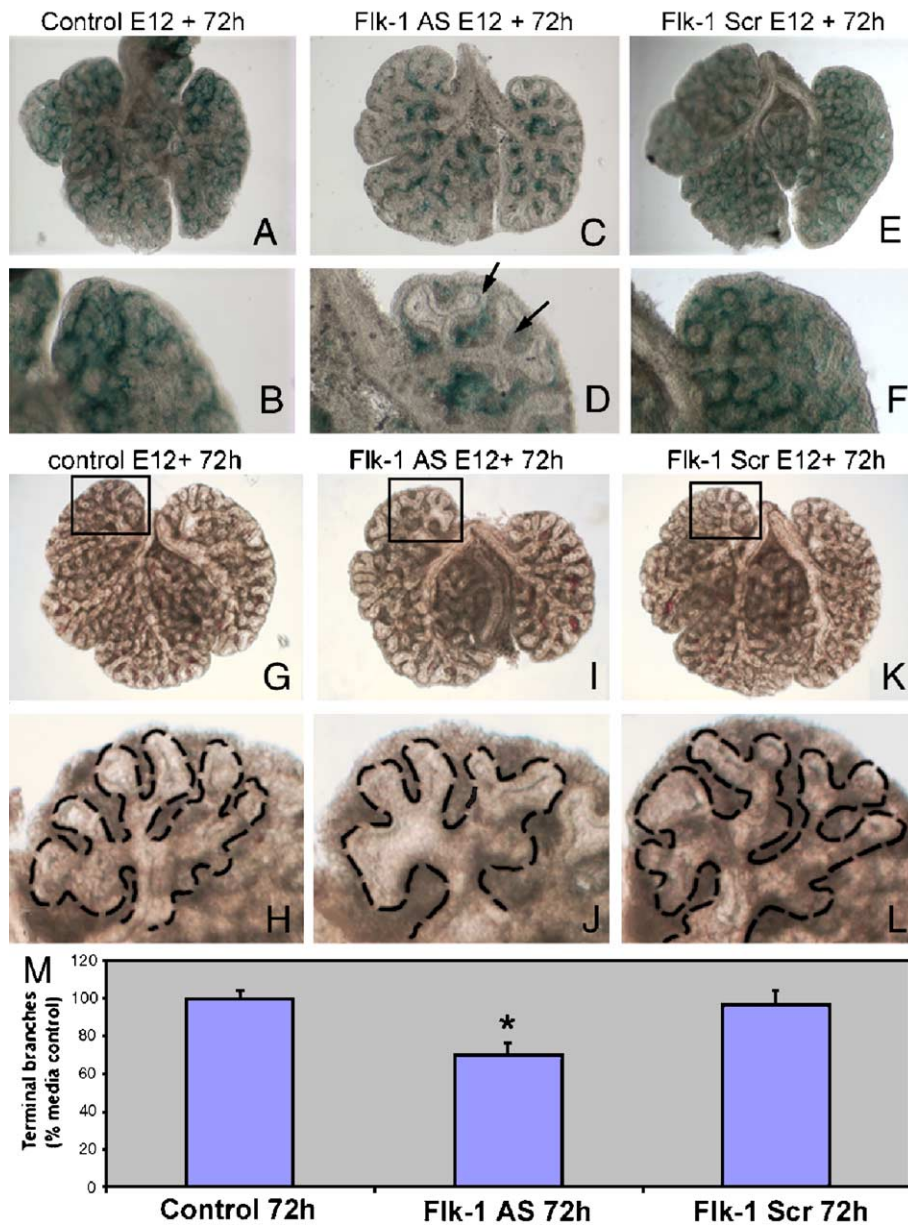 Control E12 + 72h
Flk-1 AS E12 + 72h
Flk-1 Scr E12 + 72h
A
C
E
B
D
F
control E12+ 72h
Flk-1 AS E12+ 72h
Flk-1 Scr E12+ 72h
G
I
K
H
J
L
M
Terminal branches
(% media control)
120
100
80
60
40
20
0
*
Control 72h
Flk-1 AS 72h
Flk-1 Scr 72h